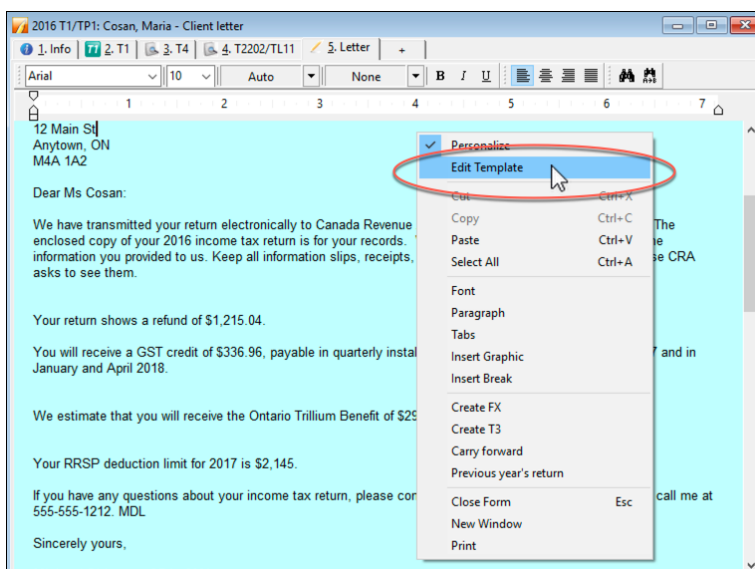 2016 T1/TP1: Cosan, Maria - Client letter
1. Info T1 2. T1 3. T4 4. T2202/TL11 5. Letter +
Arial 10 Auto None B I U
1 2 3 4 5 6 7
12 Main St
Anytown, ON
M4A 1A2
Dear Ms Cosan:
We have transmitted your return electronically to Canada Revenue The
enclosed copy of your 2016 income tax return is for your records.
information you provided to us. Keep all information slips, receipts, se CRA
asks to see them.
Your return shows a refund of $1,215.04.
You will receive a GST credit of $336.96, payable in quarterly instal 7 and in
January and April 2018.
We estimate that you will receive the Ontario Trillium Benefit of $29
Your RRSP deduction limit for 2017 is $2,145.
If you have any questions about your income tax return, please con call me at
555-555-1212. MDL
Sincerely yours,
Personalize
Edit Template
Cut Ctrl+X
Copy Ctrl+C
Paste Ctrl+V
Select All Ctrl+A
Font
Paragraph
Tabs
Insert Graphic
Insert Break
Create FX
Create T3
Carry forward
Previous year's return
Close Form Esc
New Window
Print